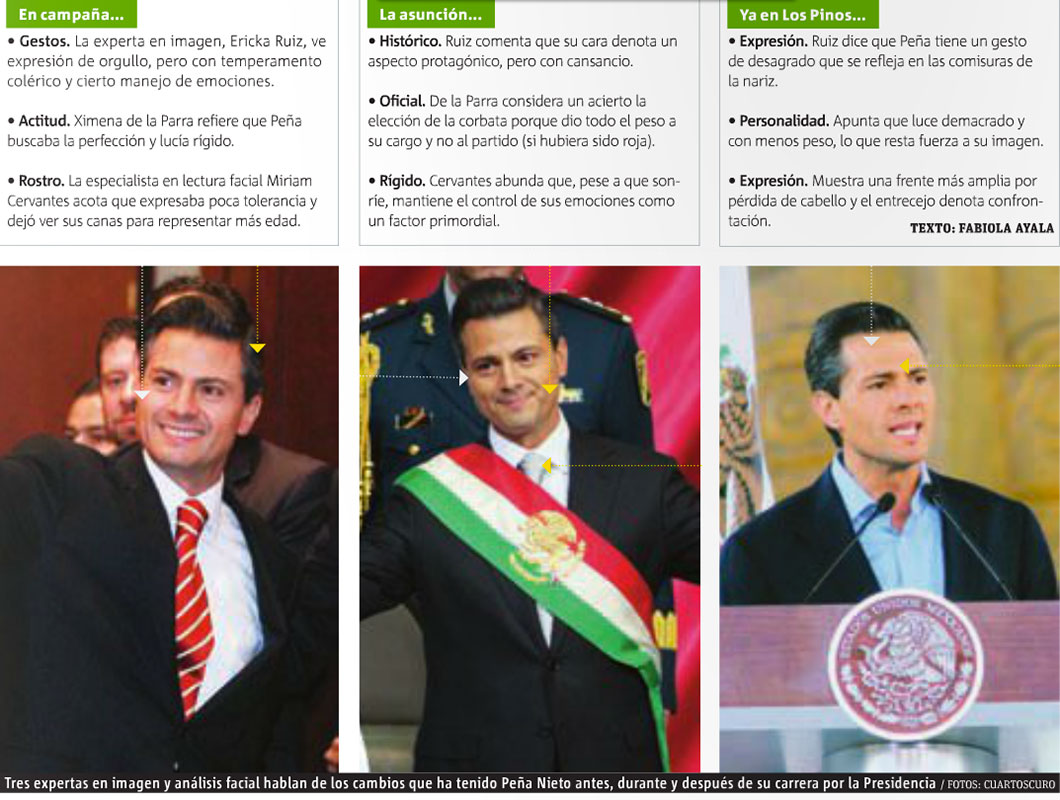 En campaña...
• Gestos. La experta en imagen, Ericka Ruiz, ve
expresión de orgullo, pero con temperamento
colérico y cierto manejo de emociones.
• Actitud. Ximena de la Parra refiere que Peña
buscaba la perfección y lucía rígido.
• Rostro. La especialista en lectura facial Miriam
Cervantes acota que expresaba poca tolerancia y
dejó ver sus canas para representar más edad.
La asunción...
• Histórico. Ruiz comenta que su cara denota un
aspecto protagónico, pero con cansancio.
• Oficial. De la Parra considera un acierto la
elección de la corbata porque dio todo el peso a
su cargo y no al partido (si hubiera sido roja).
• Rígido. Cervantes abunda que, pese a que son-
ríe, mantiene el control de sus emociones como
un factor primordial.
Ya en Los Pinos...
• Expresión. Ruiz dice que Peña tiene un gesto
de desagrado que se refleja en las comisuras de
la nariz.
• Personalidad. Apunta que luce demacrado y
con menos peso, lo que resta fuerza a su imagen.
• Expresión. Muestra una frente más amplia por
pérdida de cabello y el entrecejo denota confron-
tación.
TEXTO: FABIOLA AYALA
ESTADOS UNIDOS MEXICANOS
Tres expertas en imagen y análisis facial hablan de los cambios que ha tenido Peña Nieto antes, durante y después de su carrera por la Presidencia / FOTOS: CUARTOSCURO